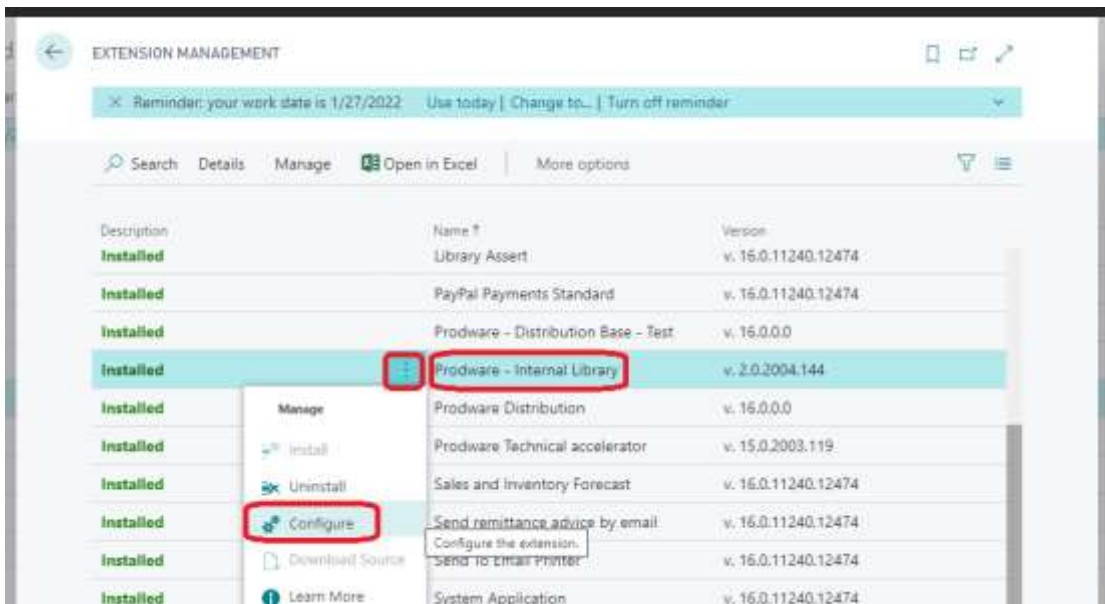 EXTENSION MANAGEMENT
Reminder: your work date is 1/27/2022 Use today | Change to... | Turn off reminder
Search Details Manage Open in Excel More options
Description Name ↑ Version
Installed Library Assert v. 16.0.11240.12474
Installed PayPal Payments Standard v. 16.0.11240.12474
Installed Prodware - Distribution Base - Test v. 16.0.0.0
Installed Prodware - Internal Library v. 2.0.2004.144
Installed Manage Prodware Distribution v. 16.0.0.0
Installed Install Prodware Technical accelerator v. 15.0.2003.119
Installed Uninstall Sales and Inventory Forecast v. 16.0.11240.12474
Installed Configure Send remittance advice by email v. 16.0.11240.12474
Configure the extension.
Installed Download Source Send To Email Printer v. 16.0.11240.12474
Installed Learn More System Application v. 16.0.11240.12474